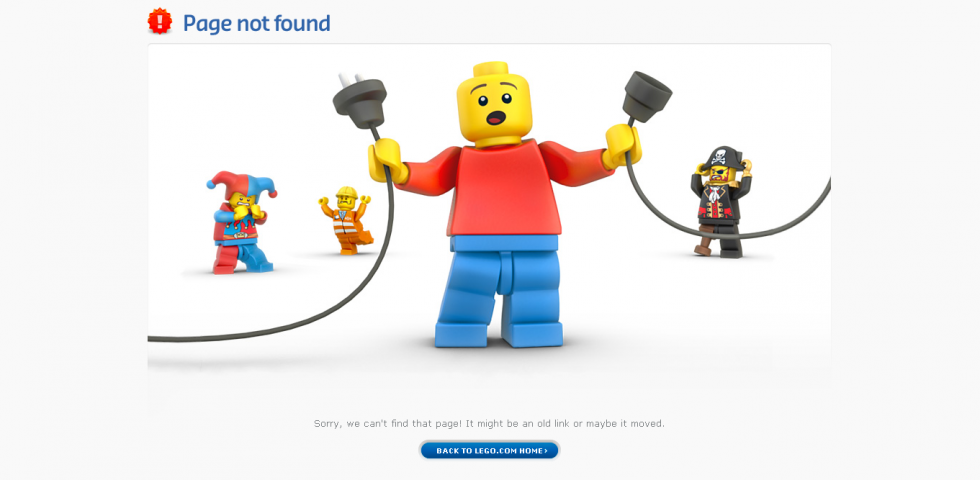 Page not found
Sorry, we can't find that page! It might be an old link or maybe it moved.
BACK TO LEGO.COM HOME ›